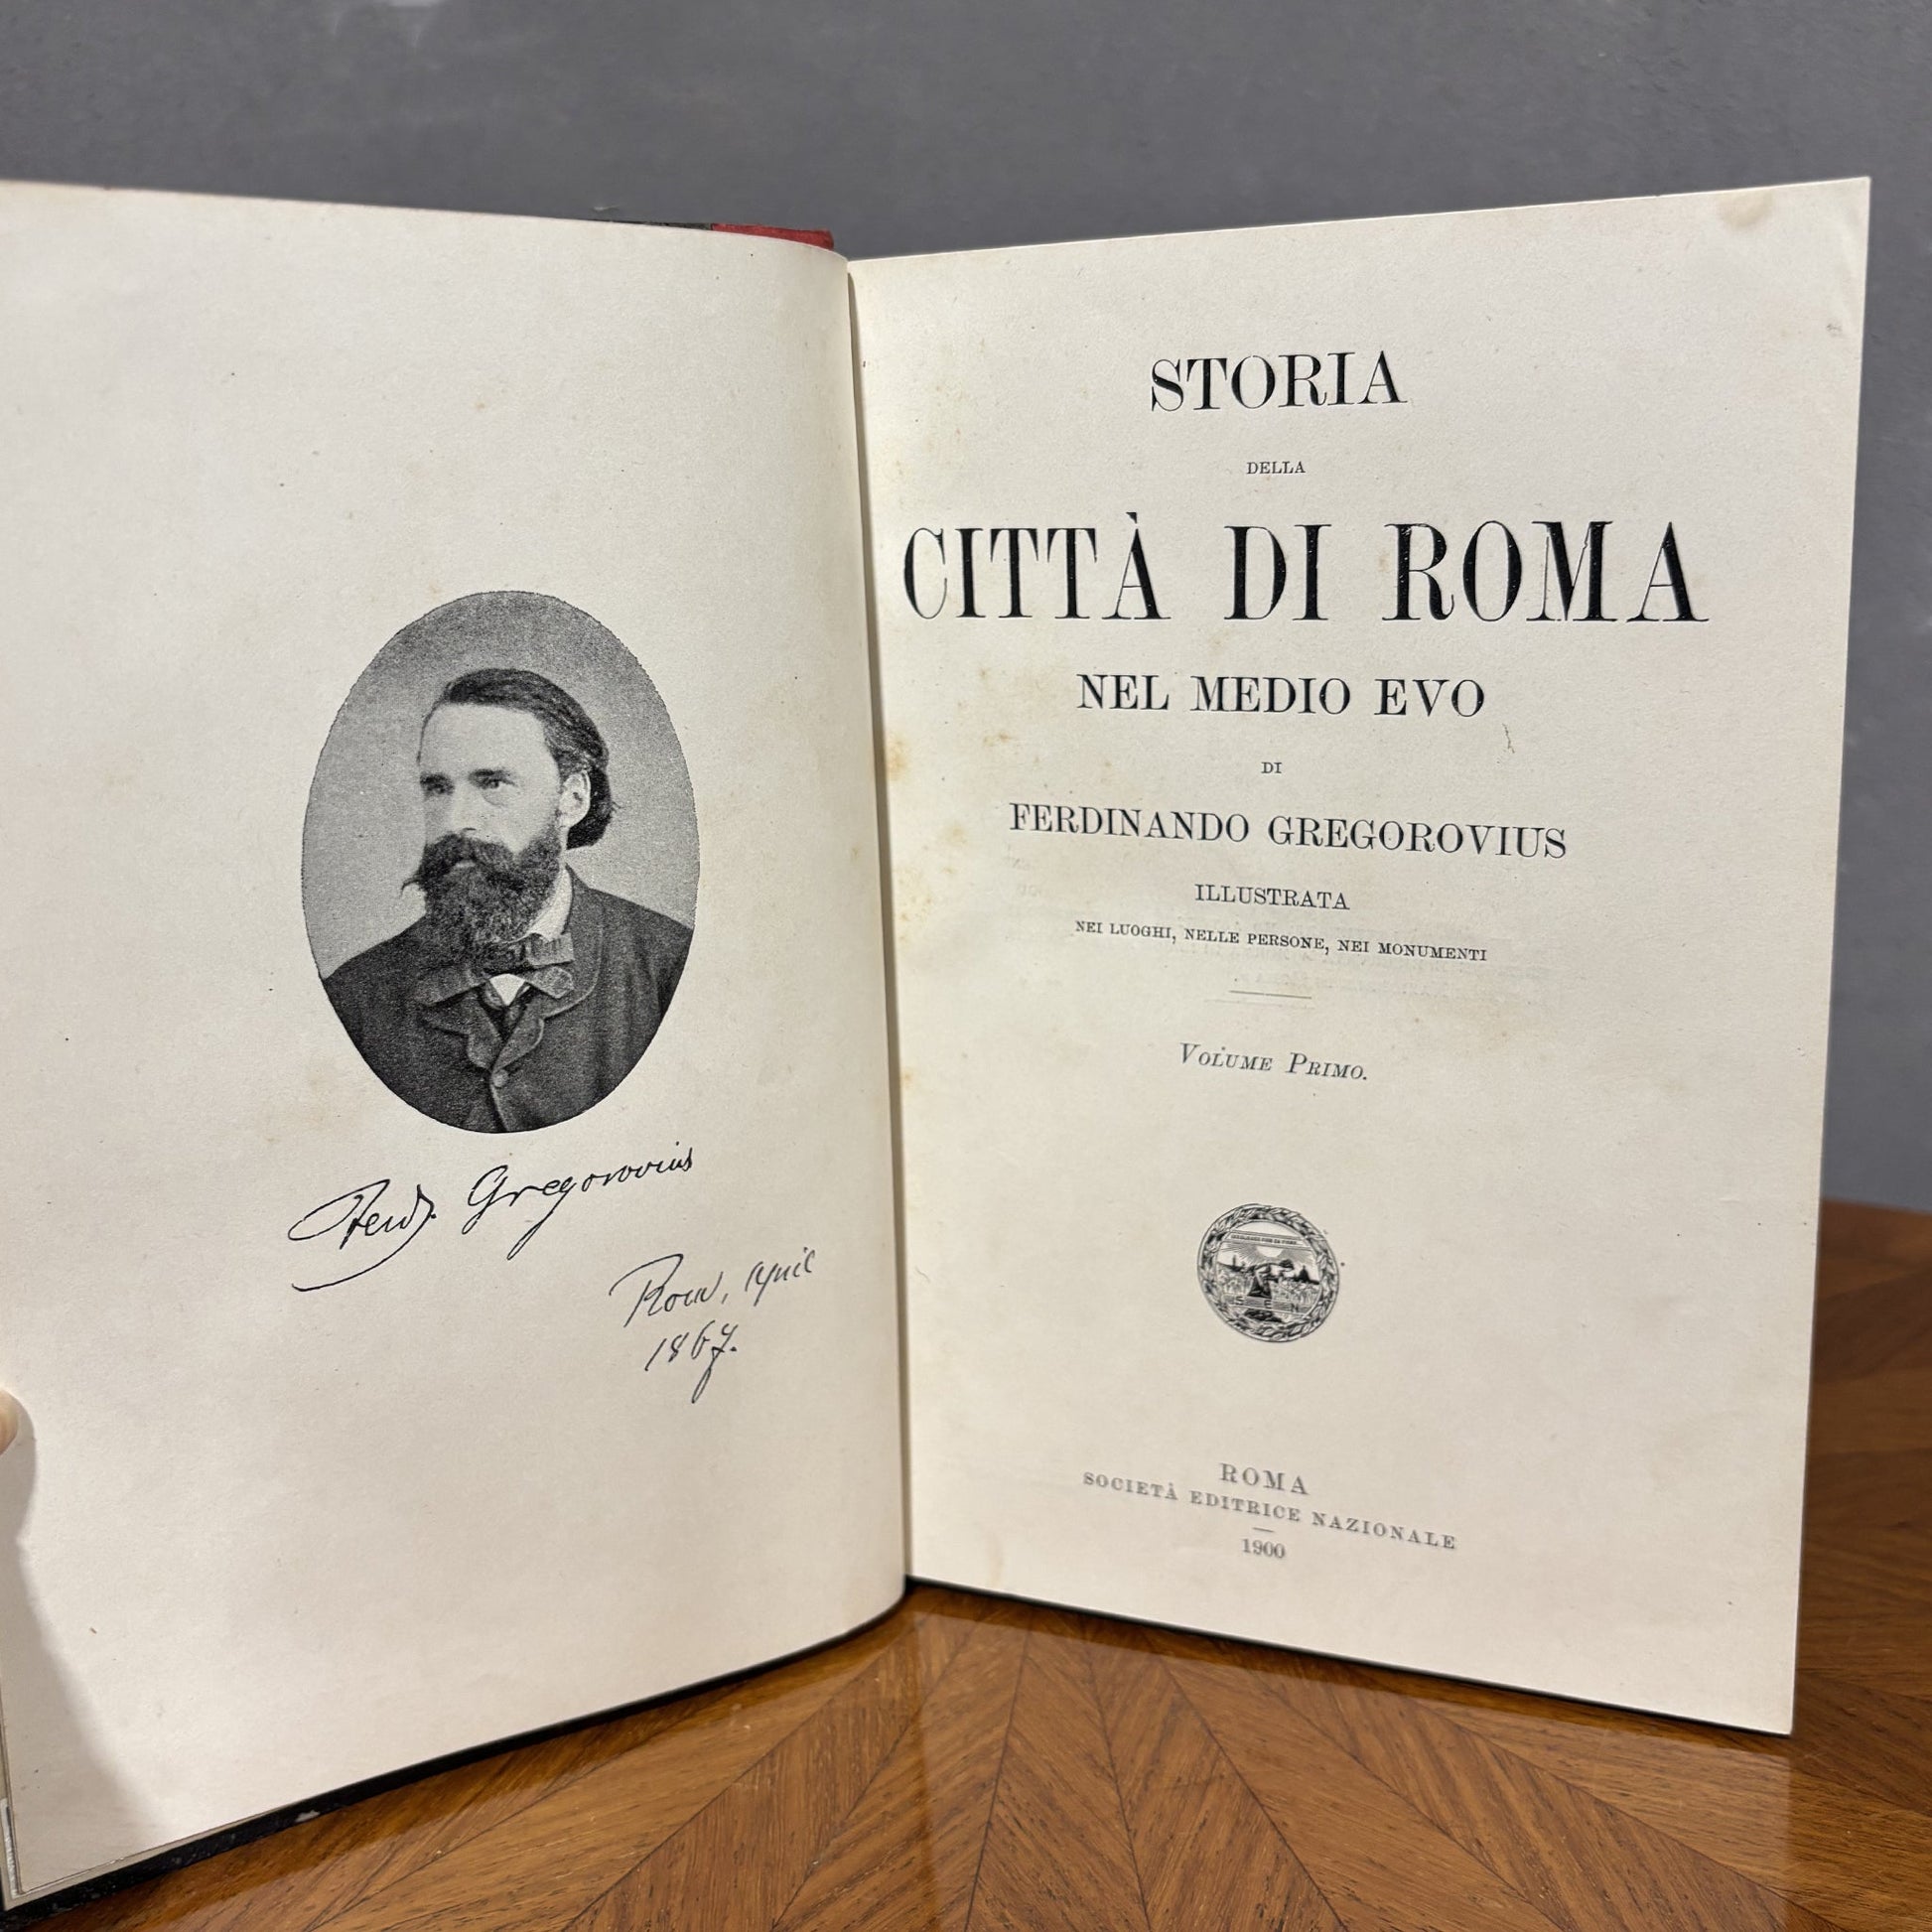 Ferd. Gregorovius
Rom, April
1867.
STORIA
DELLA
CITTÀ DI ROMA
NEL MEDIO EVO
DI
FERDINANDO GREGOROVIUS
ILLUSTRATA
NEI LUOGHI, NELLE PERSONE, NEI MONUMENTI
VOLUME PRIMO.
S E N
ROMA
SOCIETÀ EDITRICE NAZIONALE
1900